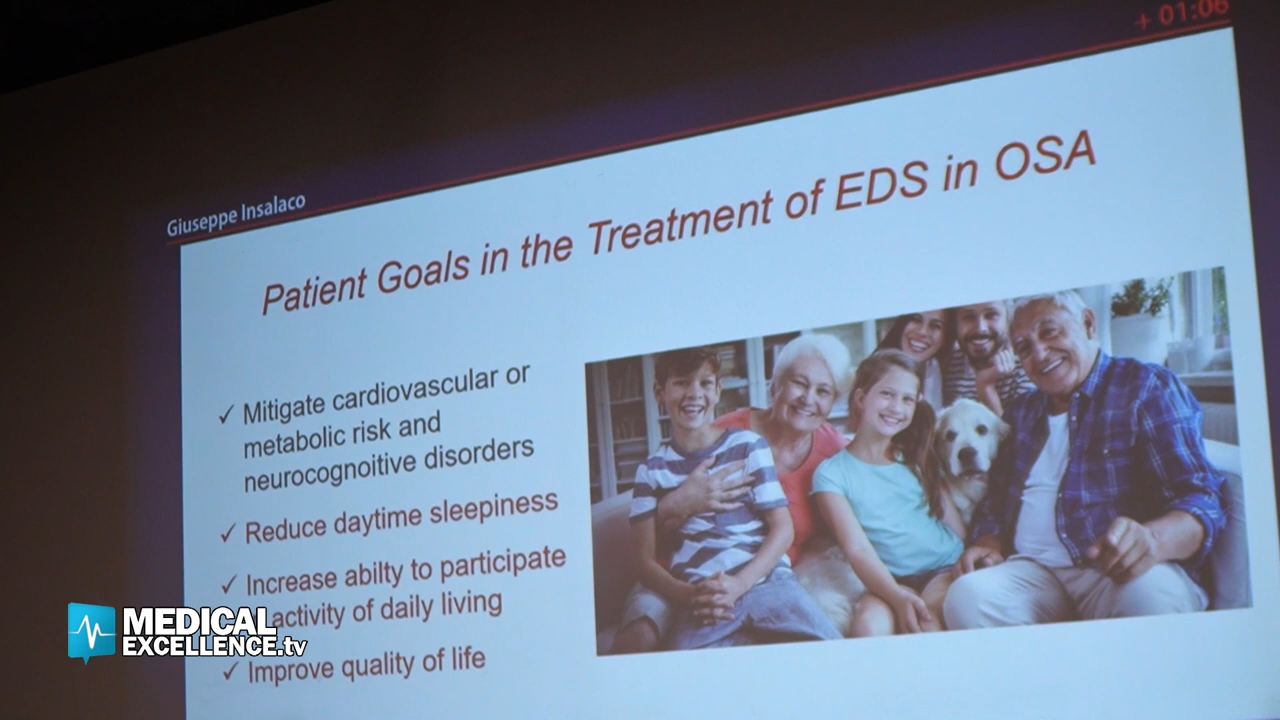 + 01:06
Giuseppe Insalaco
Patient Goals in the Treatment of EDS in OSA
✓ Mitigate cardiovascular or
metabolic risk and
neurocognoitive disorders
✓ Reduce daytime sleepiness
✓ Increase abilty to participate
activity of daily living
✓ Improve quality of life
MEDICAL
EXCELLENCE.tv